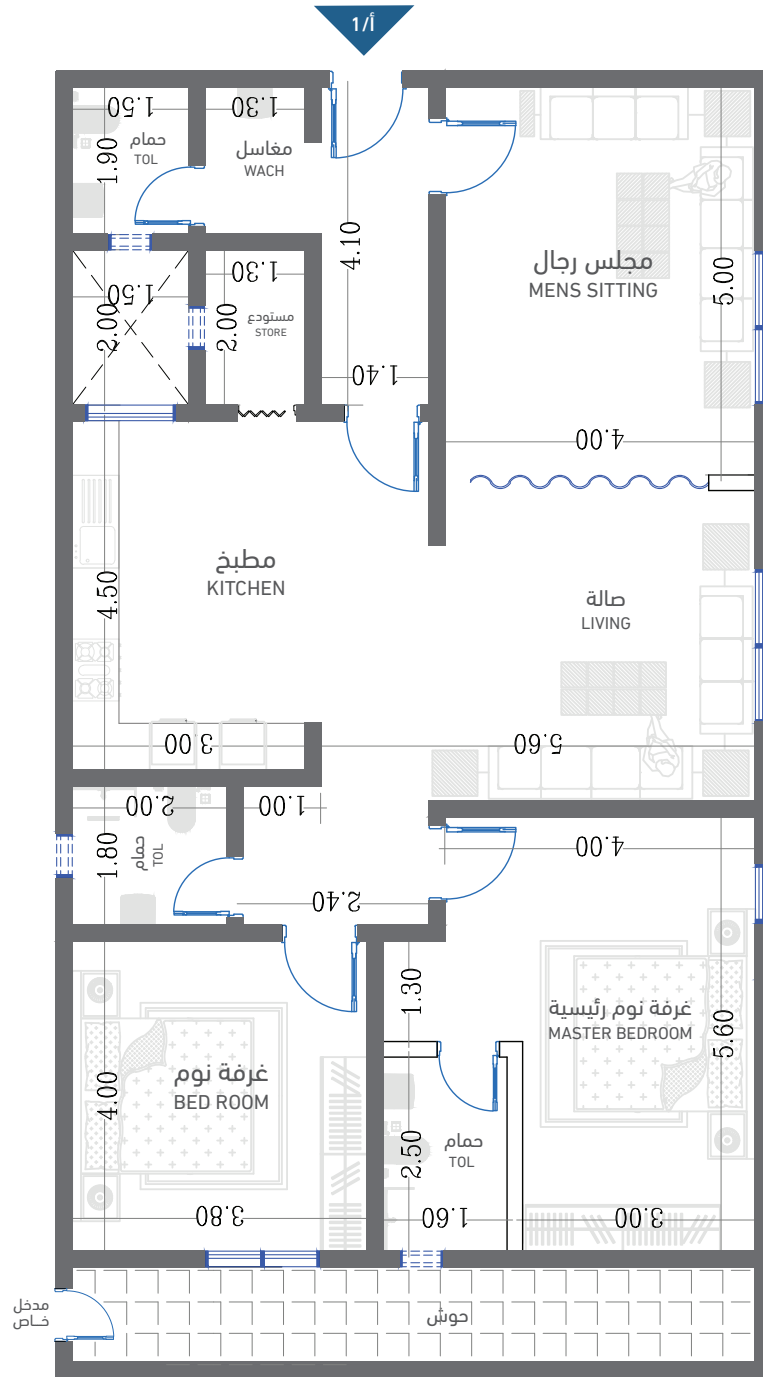 1/أ
1.50
حمام
TOL
1.90
1.30
مغاسل
WACH
4.10
1.40
مجلس رجال
MENS SITTING
5.00
4.00
1.50
2.00
1.30
مستودع
STORE
2.00
مطبخ
KITCHEN
4.50
3.00
صالة
LIVING
5.60
2.00
حمام
TOL
1.80
1.00
2.40
4.00
غرفة نوم رئيسية
MASTER BEDROOM
5.60
3.00
1.30
حمام
TOL
2.50
1.60
غرفة نوم
BED ROOM
4.00
3.80
مدخل
خاص
حوش